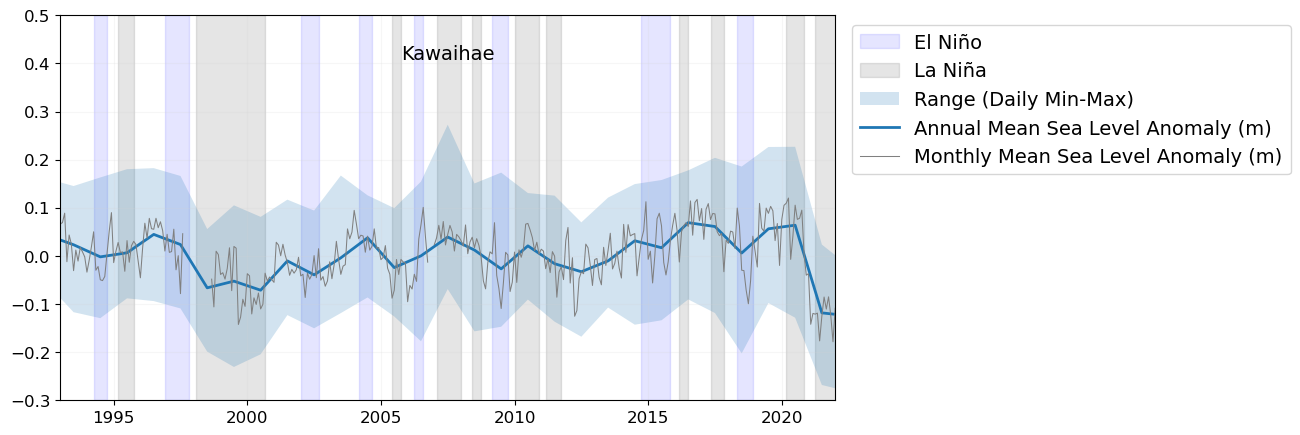 Kawaihae
0.5
0.4
0.3
0.2
0.1
0.0
−0.1
−0.2
−0.3
1995 2000 2005 2010 2015 2020
El Niño
La Niña
Range (Daily Min-Max)
Annual Mean Sea Level Anomaly (m)
Monthly Mean Sea Level Anomaly (m)